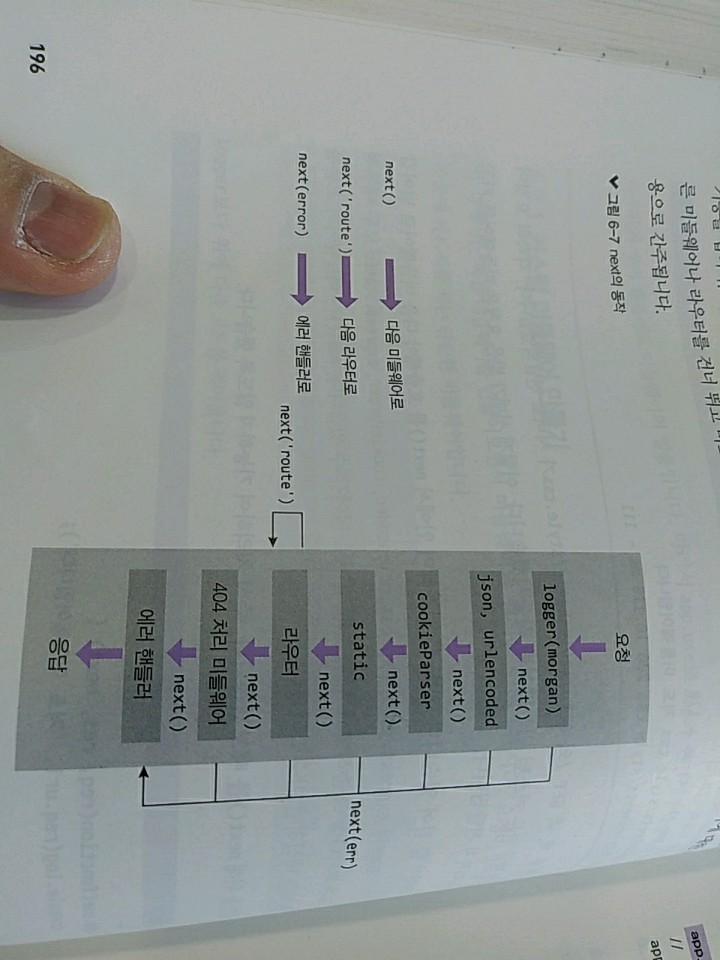 른 미들웨어나 라우터를 건너 뛰고
용으로 간주됩니다.
▼ 그림 6-7 next의 동작
next() 다음 미들웨어로
next('route') 다음 라우터로
next(error) 에러 핸들러로
요청
logger(morgan)
next()
json, urlencoded
next()
cookieParser
next()
static
next()
라우터
next('route')
next()
404 처리 미들웨어
next()
에러 핸들러
응답
next(err)
196
app.
//
app